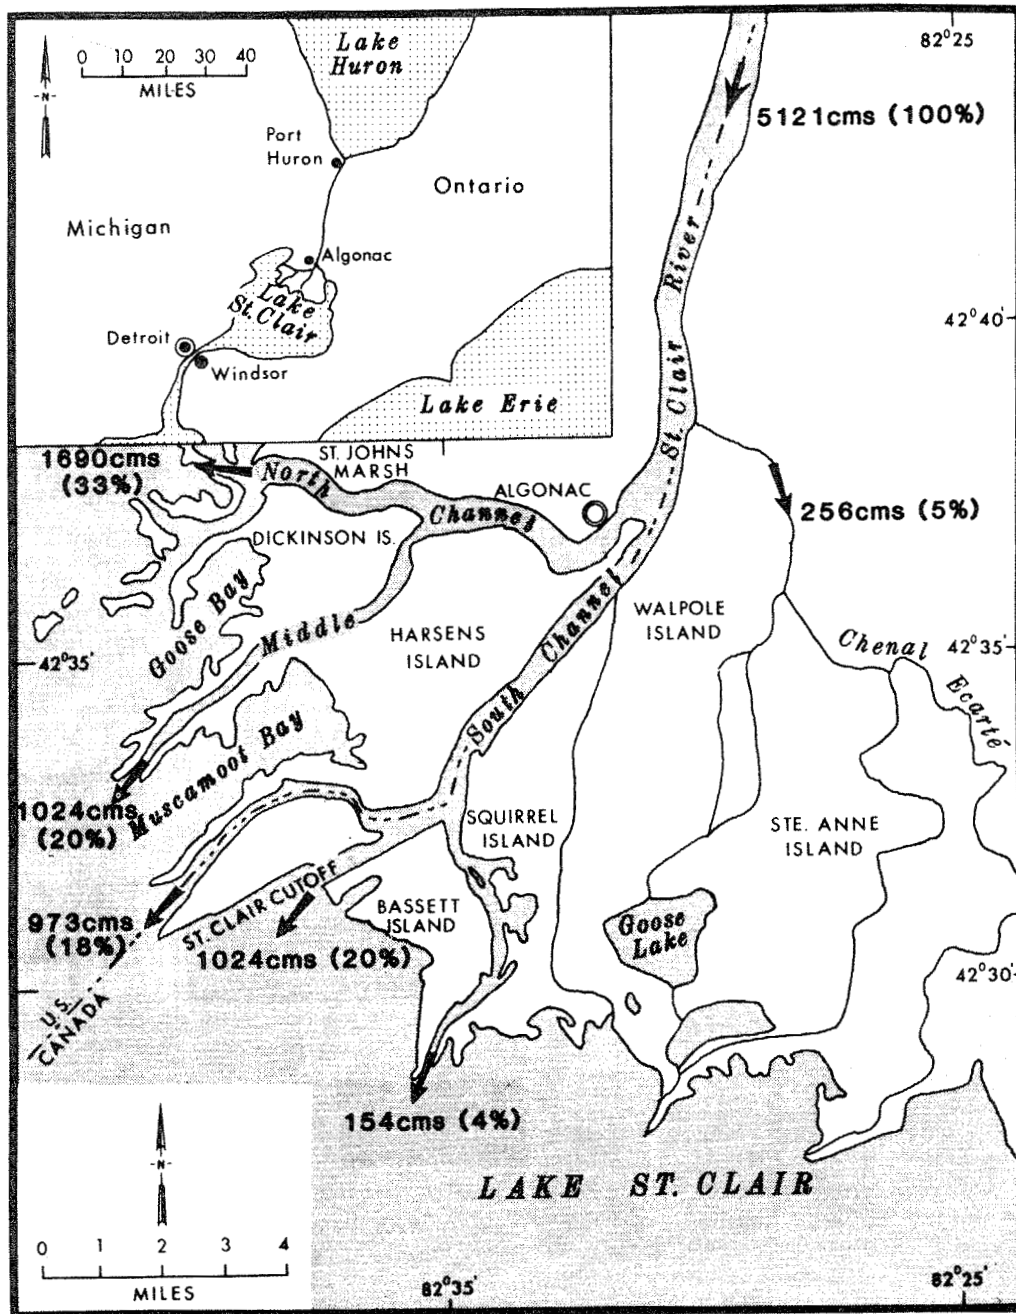 Lake
Huron
0 10 20 30 40
MILES
-N-
Port
Huron
Ontario
Michigan
Algonac
Lake
St. Clair
Detroit
Windsor
Lake Erie
82°25'
5121cms (100%)
St. Clair River
42°40'
1690cms
(33%)
ST. JOHNS
MARSH
North
Channel
ALGONAC
256cms (5%)
DICKINSON IS.
Goose Bay
Middle
HARSENS
ISLAND
South Channel
WALPOLE
ISLAND
Chenal
Ecarté
42°35'
42°35'
Muscamoot Bay
1024cms
(20%)
SQUIRREL
ISLAND
STE. ANNE
ISLAND
973cms
(18%)
ST. CLAIR CUTOFF
BASSETT
ISLAND
Goose
Lake
1024cms (20%)
42°30'
U.S.
CANADA
154cms (4%)
-N-
LAKE ST. CLAIR
0 1 2 3 4
MILES
82°35'
82°25'